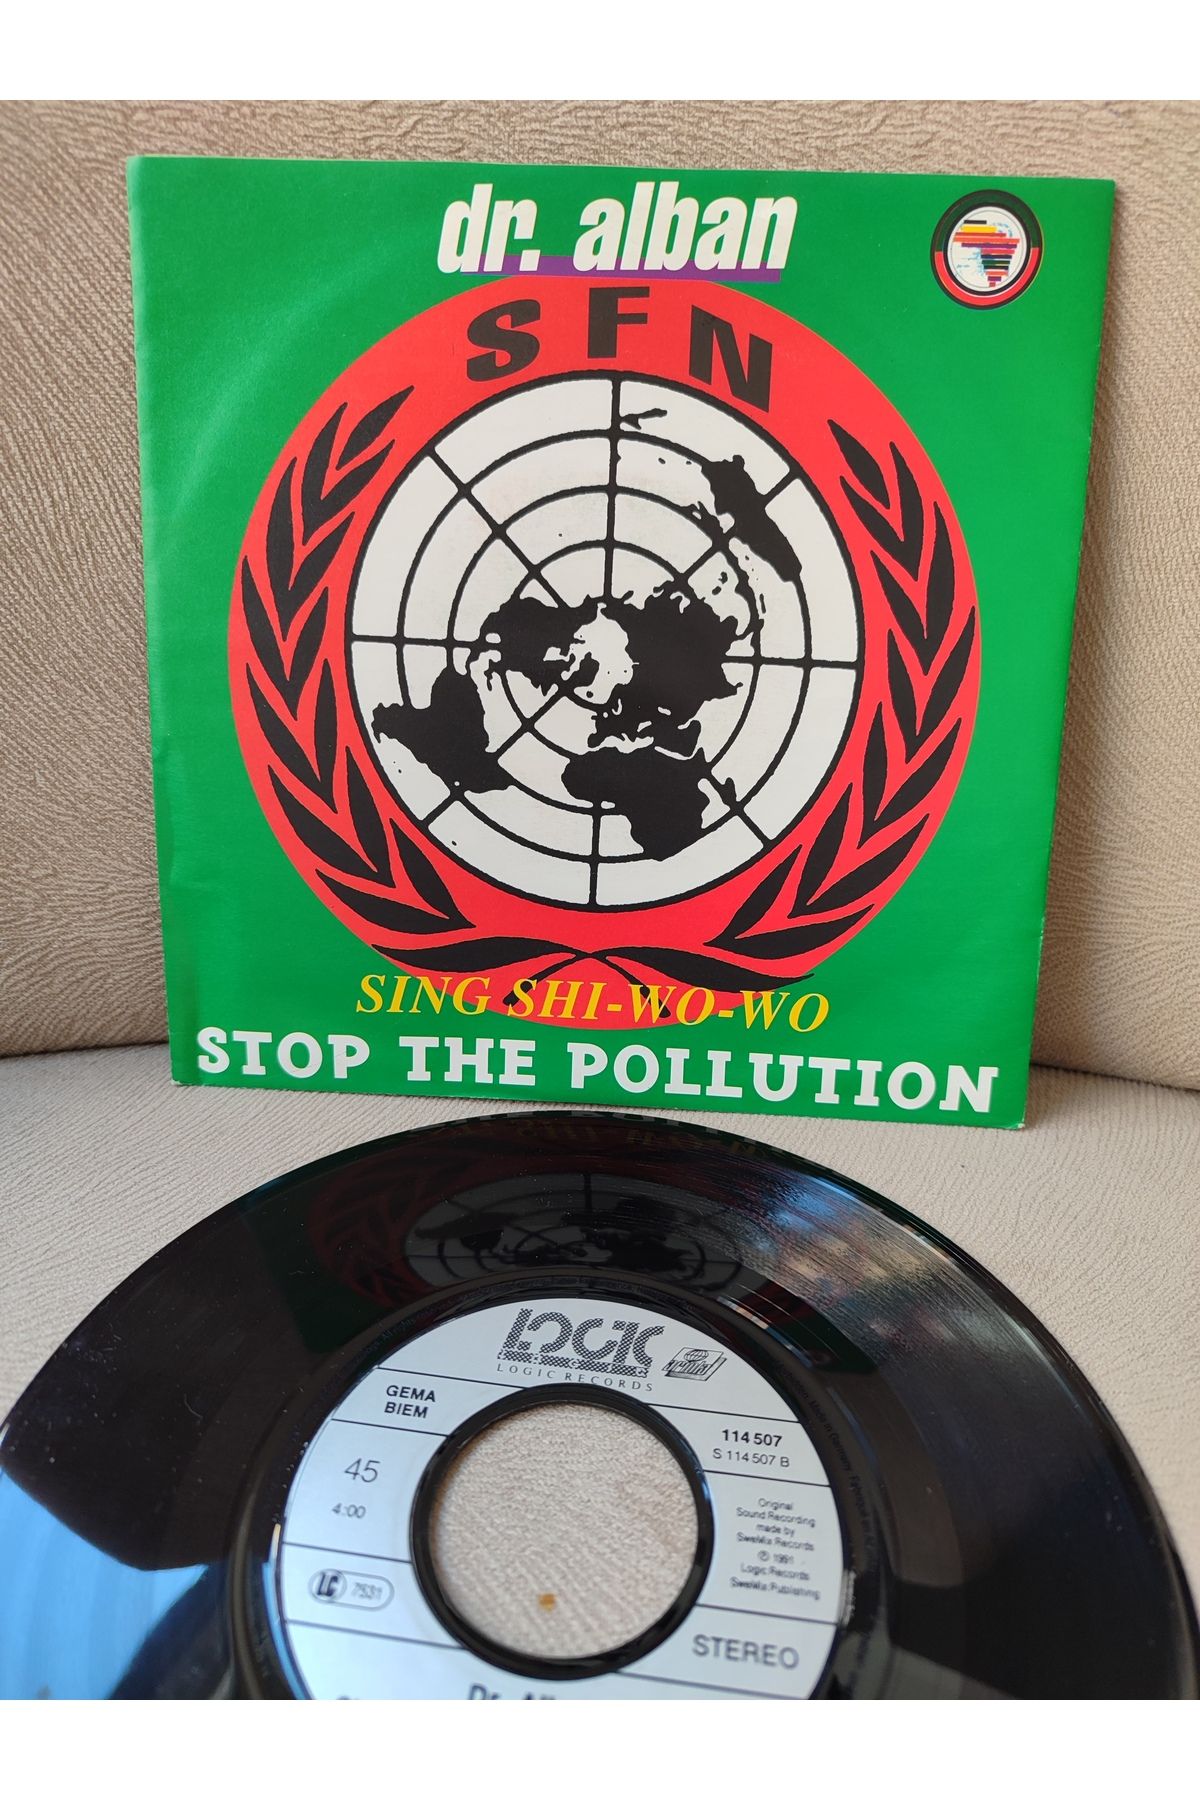 dr. alban
SFN
SING SHI-WO-WO
STOP THE POLLUTION
LOGIC
LOGIC RECORDS
GEMA
BIEM
114 507
S 114 507 B
45
4:00
Original
Sound Recording
made by
SweMix Records
℗ 1991
Logic Records
SweMix Publishing
LC 7531
STEREO
Dr.